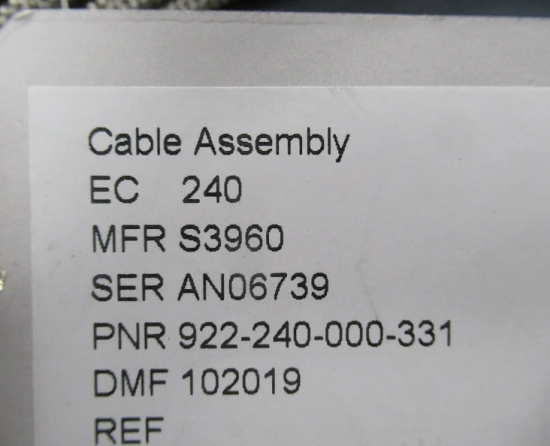 Cable Assembly
EC 240
MFR S3960
SER AN06739
PNR 922-240-000-331
DMF 102019
REF